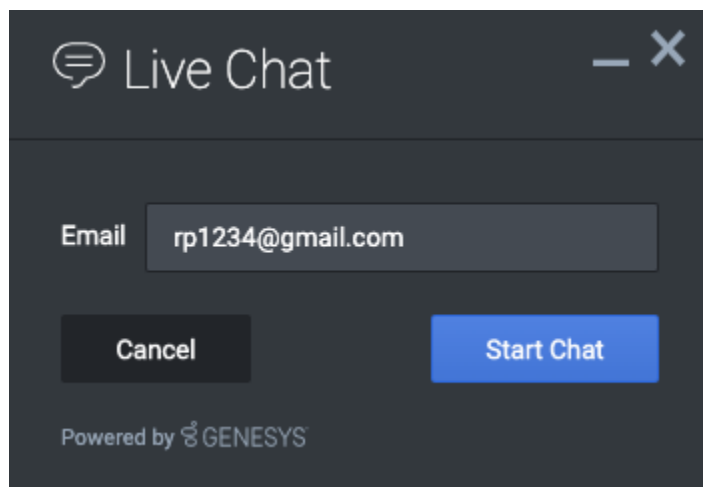 Live Chat
Email rp1234@gmail.com
Cancel Start Chat
Powered by GENESYS